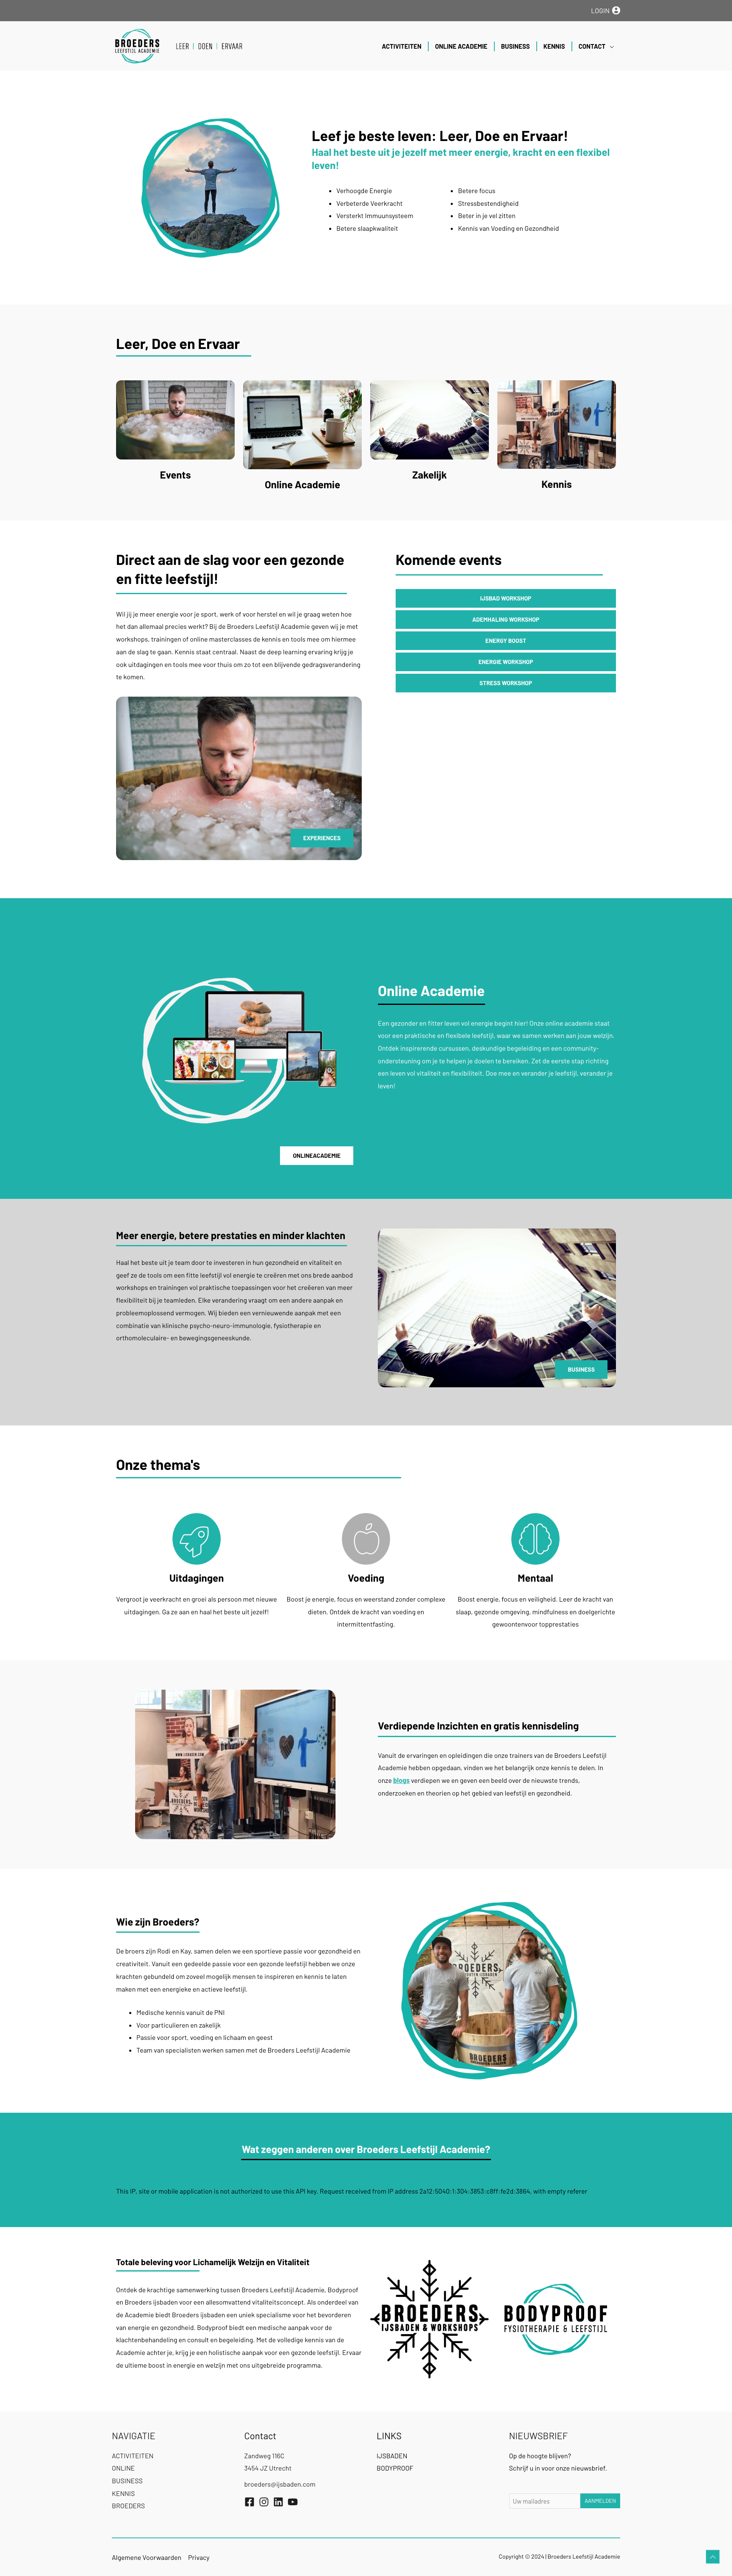 LOGIN
BROEDERS
LEEFSTIJL ACADEMIE
LEER | DOEN | ERVAAR
ACTIVITEITEN
ONLINE ACADEMIE
BUSINESS
KENNIS
CONTACT
Leef je beste leven: Leer, Doe en Ervaar!
Haal het beste uit je jezelf met meer energie, kracht en een flexibel
leven!
Verhoogde Energie
Verbeterde Veerkracht
Versterkt Immuunsysteem
Betere slaapkwaliteit
Betere focus
Stressbestendigheid
Beter in je vel zitten
Kennis van Voeding en Gezondheid
Leer, Doe en Ervaar
Events
Online Academie
Zakelijk
Kennis
Direct aan de slag voor een gezonde
en fitte leefstijl!
Wil jij je meer energie voor je sport, werk of voor herstel en wil je graag weten hoe
het dan allemaal precies werkt? Bij de Broeders Leefstijl Academie geven wij je met
workshops, trainingen of online masterclasses de kennis en tools mee om hiermee
aan de slag te gaan. Kennis staat centraal. Naast de deep learning ervaring krijg je
ook uitdagingen en tools mee voor thuis om zo tot een blijvende gedragsverandering
te komen.
EXPERIENCES
Komende events
IJSBAD WORKSHOP
ADEMHALING WORKSHOP
ENERGY BOOST
ENERGIE WORKSHOP
STRESS WORKSHOP
ONLINEACADEMIE
Online Academie
Een gezonder en fitter leven vol energie begint hier! Onze online academie staat
voor een praktische en flexibele leefstijl, waar we samen werken aan jouw welzijn.
Ontdek inspirerende cursussen, deskundige begeleiding en een community-
ondersteuning om je te helpen je doelen te bereiken. Zet de eerste stap richting
een leven vol vitaliteit en flexibiliteit. Doe mee en verander je leefstijl, verander je
leven!
Meer energie, betere prestaties en minder klachten
Haal het beste uit je team door te investeren in hun gezondheid en vitaliteit en
geef ze de tools om een fitte leefstijl vol energie te creëren met ons brede aanbod
workshops en trainingen vol praktische toepassingen voor het creëeren van meer
flexibiliteit bij je teamleden. Elke verandering vraagt om een andere aanpak en
probleemoplossend vermogen. Wij bieden een vernieuwende aanpak met een
combinatie van klinische psycho-neuro-immunologie, fysiotherapie en
orthomoleculaire- en bewegingsgeneeskunde.
BUSINESS
Onze thema's
Uitdagingen
Vergroot je veerkracht en groei als persoon met nieuwe
uitdagingen. Ga ze aan en haal het beste uit jezelf!
Voeding
Boost je energie, focus en weerstand zonder complexe
dieten. Ontdek de kracht van voeding en
intermittentfasting.
Mentaal
Boost energie, focus en veiligheid. Leer de kracht van
slaap, gezonde omgeving, mindfulness en doelgerichte
gewoontenvoor topprestaties
Verdiepende Inzichten en gratis kennisdeling
Vanuit de ervaringen en opleidingen die onze trainers van de Broeders Leefstijl
Academie hebben opgedaan, vinden we het belangrijk onze kennis te delen. In
onze blogs verdiepen we en geven een beeld over de nieuwste trends,
onderzoeken en theorien op het gebied van leefstijl en gezondheid.
Wie zijn Broeders?
De broers zijn Rodi en Kay, samen delen we een sportieve passie voor gezondheid en
creativiteit. Vanuit een gedeelde passie voor een gezonde leefstijl hebben we onze
krachten gebundeld om zoveel mogelijk mensen te inspireren en kennis te laten
maken met een energieke en actieve leefstijl.
Medische kennis vanuit de PNI
Voor particulieren en zakelijk
Passie voor sport, voeding en lichaam en geest
Team van specialisten werken samen met de Broeders Leefstijl Academie
BROEDERS
BROEDERS
Wat zeggen anderen over Broeders Leefstijl Academie?
This IP, site or mobile application is not authorized to use this API key. Request received from IP address 2a12:5040:1:304:3853:c8ff:fe2d:3864, with empty referer
Totale beleving voor Lichamelijk Welzijn en Vitaliteit
Ontdek de krachtige samenwerking tussen Broeders Leefstijl Academie, Bodyproof
en Broeders ijsbaden voor een allesomvattend vitaliteitsconcept. Als onderdeel van
de Academie biedt Broeders ijsbaden een uniek specialisme voor het bevorderen
van energie en gezondheid. Bodyproof biedt een medische aanpak voor de
klachtenbehandeling en consult en begeleiding. Met de volledige kennis van de
Academie achter je, krijg je een holistische aanpak voor een gezonde leefstijl. Ervaar
de ultieme boost in energie en welzijn met ons uitgebreide programma.
BROEDERS
IJSBADEN & WORKSHOPS
BODYPROOF
FYSIOTHERAPIE & LEEFSTIJL
NAVIGATIE
ACTIVITEITEN
ONLINE
BUSINESS
KENNIS
BROEDERS
Contact
Zandweg 116C
3454 JZ Utrecht
broeders@ijsbaden.com
LINKS
IJSBADEN
BODYPROOF
NIEUWSBRIEF
Op de hoogte blijven?
Schrijf u in voor onze nieuwsbrief.
Uw mailadres
AANMELDEN
Algemene Voorwaarden
Privacy
Copyright © 2024 | Broeders Leefstijl Academie